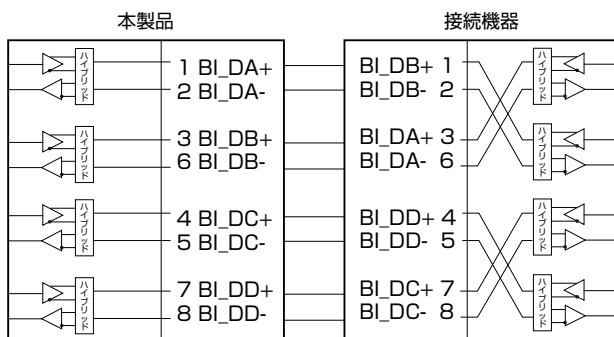 本製品
接続機器
ハイブリッド
1 BI_DA+
2 BI_DA-
ハイブリッド
3 BI_DB+
6 BI_DB-
ハイブリッド
4 BI_DC+
5 BI_DC-
ハイブリッド
7 BI_DD+
8 BI_DD-
BI_DB+ 1
BI_DB- 2
ハイブリッド
BI_DA+ 3
BI_DA- 6
ハイブリッド
BI_DD+ 4
BI_DD- 5
ハイブリッド
BI_DC+ 7
BI_DC- 8
ハイブリッド